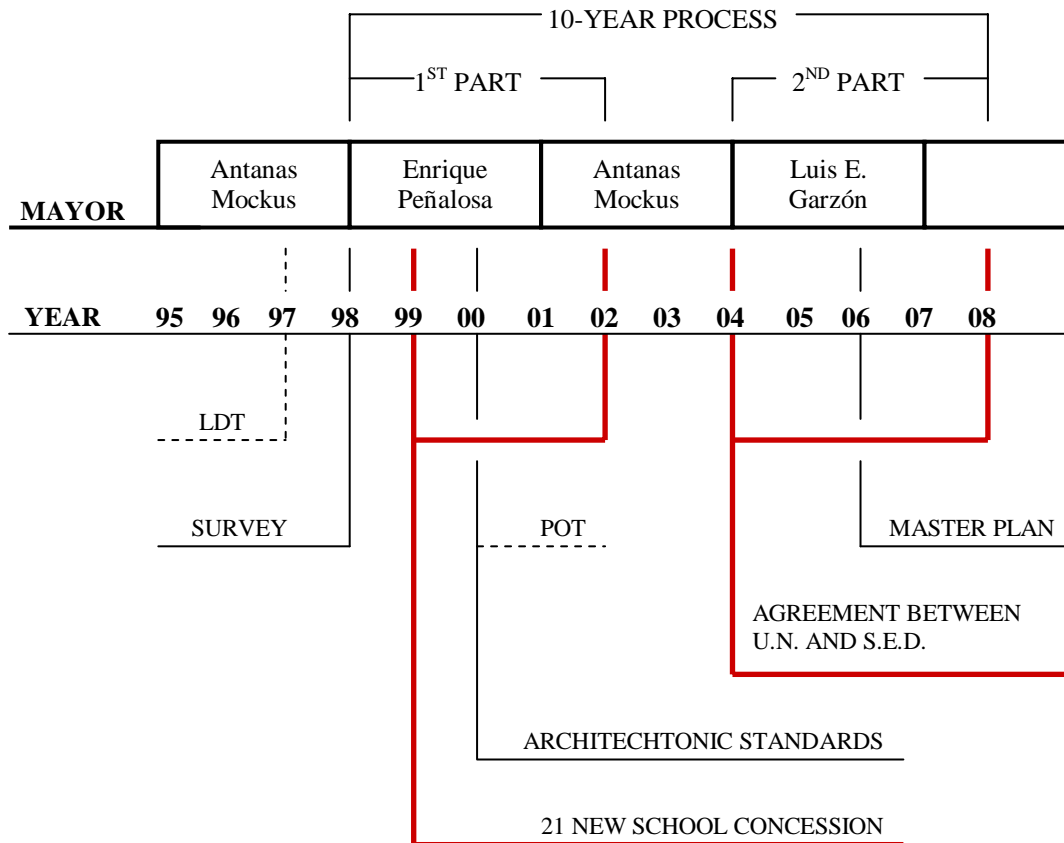 10-YEAR PROCESS
1ST PART 2ND PART
Antanas Mockus Enrique Peñalosa Antanas Mockus Luis E. Garzón
MAYOR
YEAR 95 96 97 98 99 00 01 02 03 04 05 06 07 08
LDT
SURVEY POT MASTER PLAN
AGREEMENT BETWEEN
U.N. AND S.E.D.
ARCHITECHTONIC STANDARDS
21 NEW SCHOOL CONCESSION